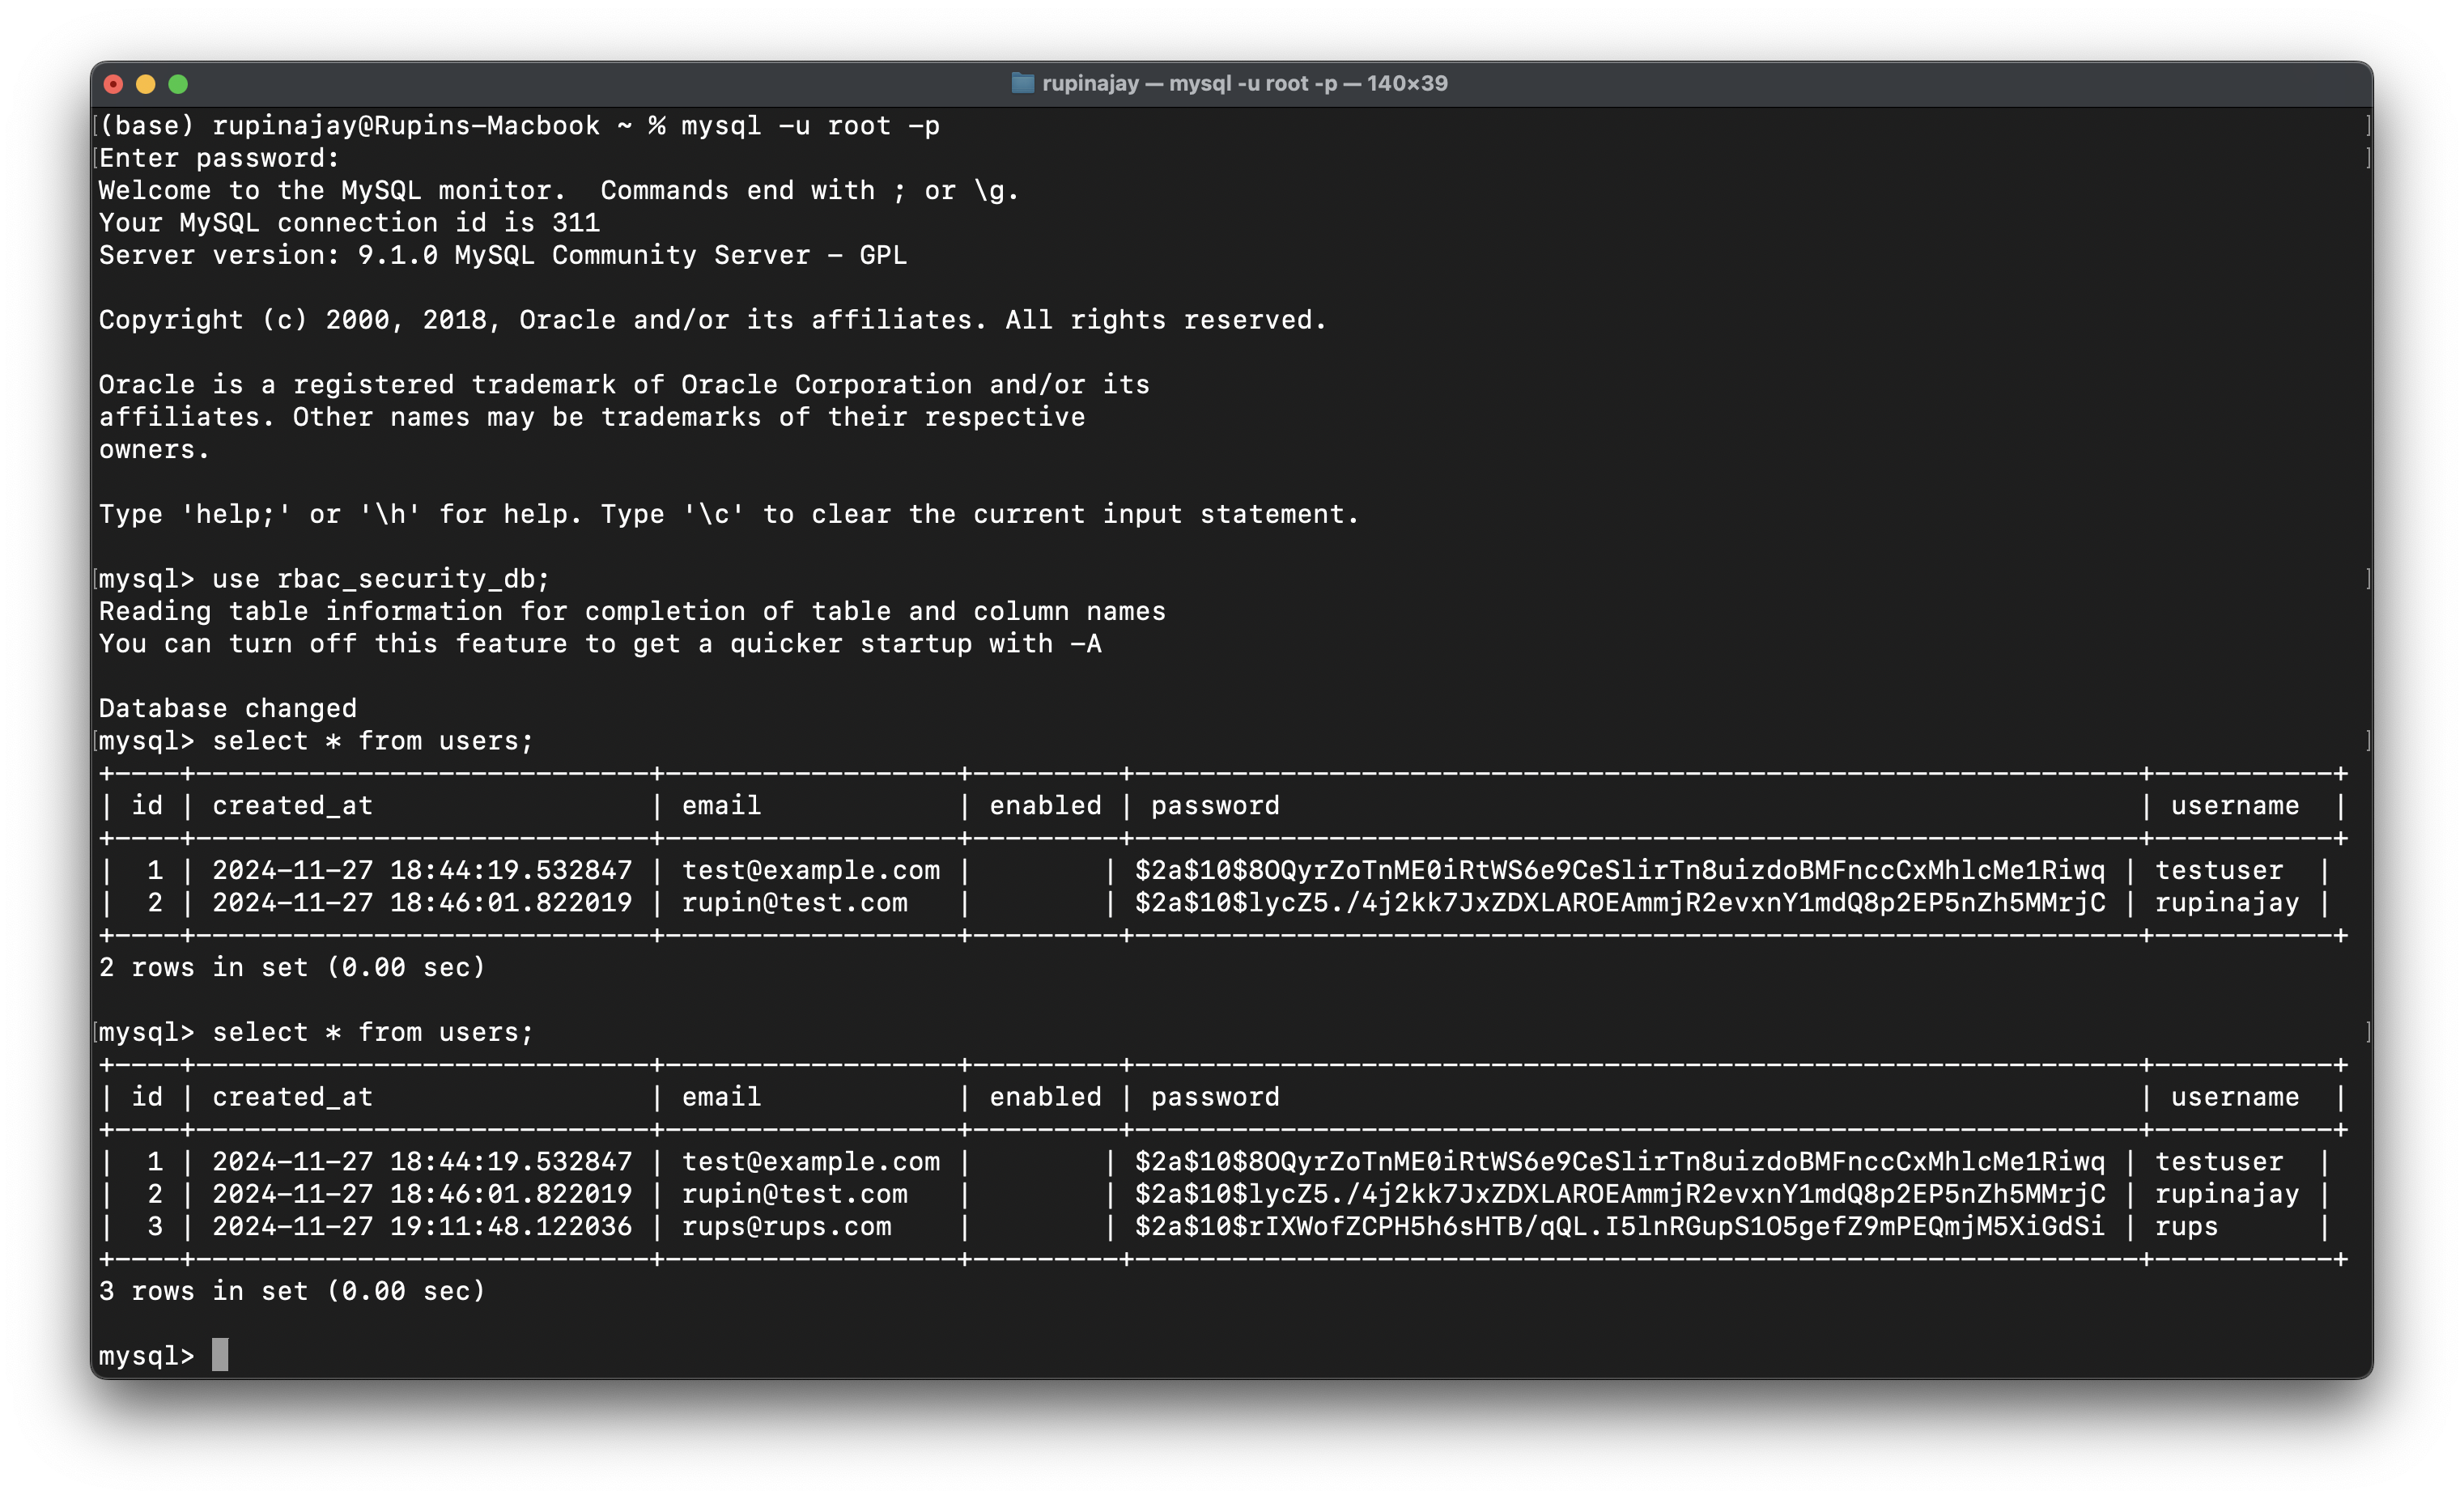 rupinajay — mysql -u root -p — 140×39
(base) rupinajay@Rupins-Macbook ~ % mysql -u root -p
Enter password:
Welcome to the MySQL monitor.  Commands end with ; or \g.
Your MySQL connection id is 311
Server version: 9.1.0 MySQL Community Server - GPL

Copyright (c) 2000, 2018, Oracle and/or its affiliates. All rights reserved.

Oracle is a registered trademark of Oracle Corporation and/or its
affiliates. Other names may be trademarks of their respective
owners.

Type 'help;' or '\h' for help. Type '\c' to clear the current input statement.

mysql> use rbac_security_db;
Reading table information for completion of table and column names
You can turn off this feature to get a quicker startup with -A

Database changed
mysql> select * from users;
+----+----------------------------+------------------+---------+--------------------------------------------------------------+-----------+
| id | created_at                 | email            | enabled | password                                                     | username  |
+----+----------------------------+------------------+---------+--------------------------------------------------------------+-----------+
|  1 | 2024-11-27 18:44:19.532847 | test@example.com |         | $2a$10$8OQyrZoTnME0iRtWS6e9CeSlirTn8uizdoBMFnccCxMhlcMe1Riwq | testuser  |
|  2 | 2024-11-27 18:46:01.822019 | rupin@test.com   |         | $2a$10$lycZ5./4j2kk7JxZDXLAROEAmmjR2evxnY1mdQ8p2EP5nZh5MMrjC | rupinajay |
+----+----------------------------+------------------+---------+--------------------------------------------------------------+-----------+
2 rows in set (0.00 sec)

mysql> select * from users;
+----+----------------------------+------------------+---------+--------------------------------------------------------------+-----------+
| id | created_at                 | email            | enabled | password                                                     | username  |
+----+----------------------------+------------------+---------+--------------------------------------------------------------+-----------+
|  1 | 2024-11-27 18:44:19.532847 | test@example.com |         | $2a$10$8OQyrZoTnME0iRtWS6e9CeSlirTn8uizdoBMFnccCxMhlcMe1Riwq | testuser  |
|  2 | 2024-11-27 18:46:01.822019 | rupin@test.com   |         | $2a$10$lycZ5./4j2kk7JxZDXLAROEAmmjR2evxnY1mdQ8p2EP5nZh5MMrjC | rupinajay |
|  3 | 2024-11-27 19:11:48.122036 | rups@rups.com    |         | $2a$10$rIXWofZCPH5h6sHTB/qQL.I5lnRGupS1O5gefZ9mPEQmjM5XiGdSi | rups      |
+----+----------------------------+------------------+---------+--------------------------------------------------------------+-----------+
3 rows in set (0.00 sec)

mysql>